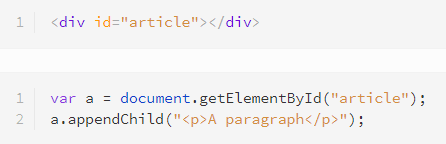 1 <div id="article"></div>
1 var a = document.getElementById("article");
2 a.appendChild("<p>A paragraph</p>");